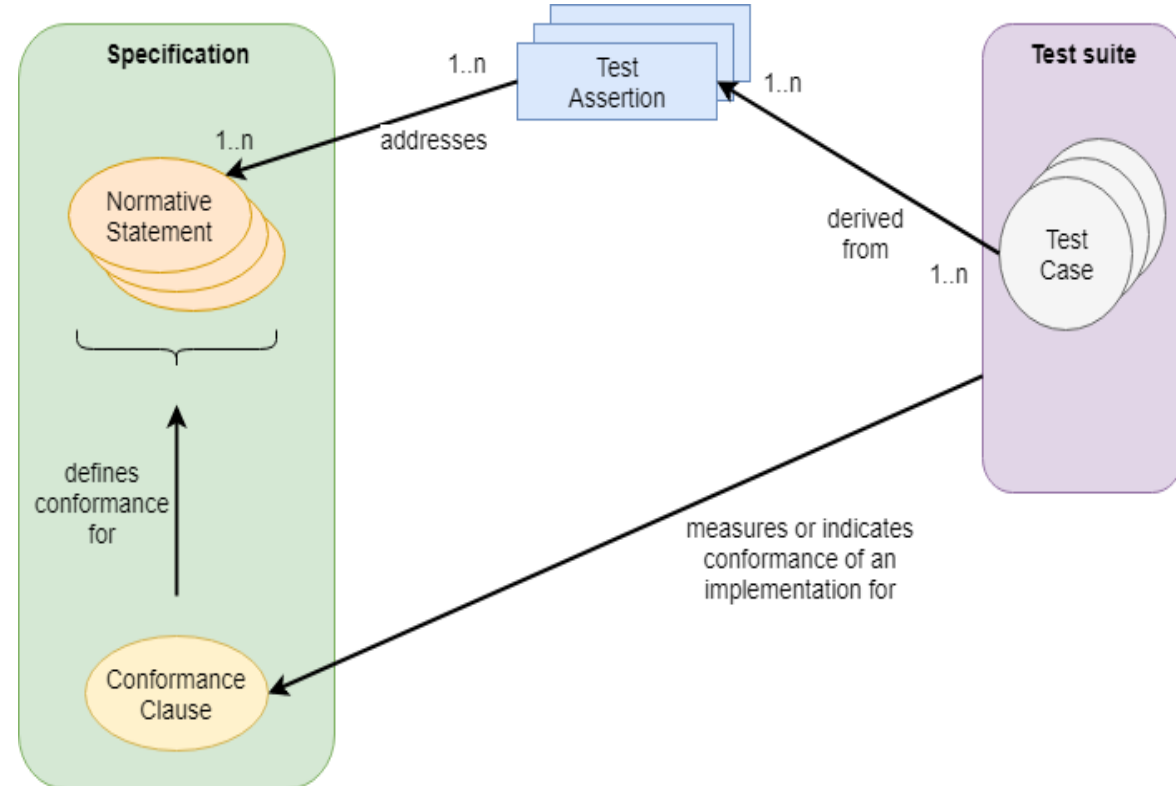 Specification
Test suite
Test
Assertion
1..n
1..n
addresses
1..n
Normative
Statement
derived
from
1..n
Test
Case
defines
conformance
for
measures or indicates
conformance of an
implementation for
Conformance
Clause